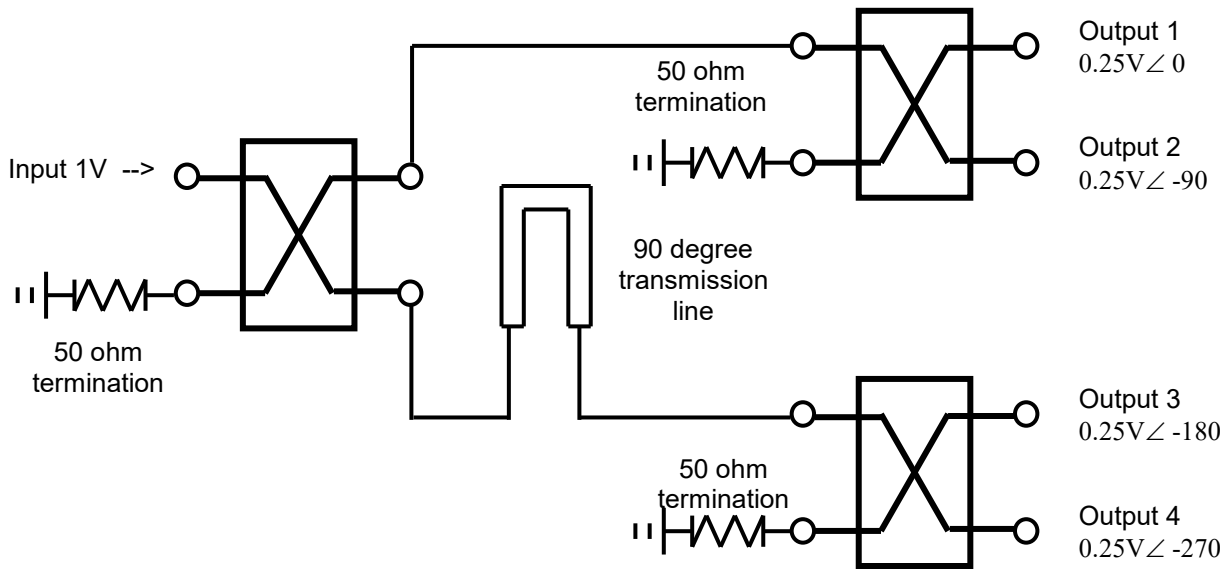 Output 1
0.25V∠ 0
50 ohm
termination
Output 2
0.25V∠ -90
Input 1V -->
90 degree
transmission
line
50 ohm
termination
Output 3
0.25V∠ -180
50 ohm
termination
Output 4
0.25V∠ -270